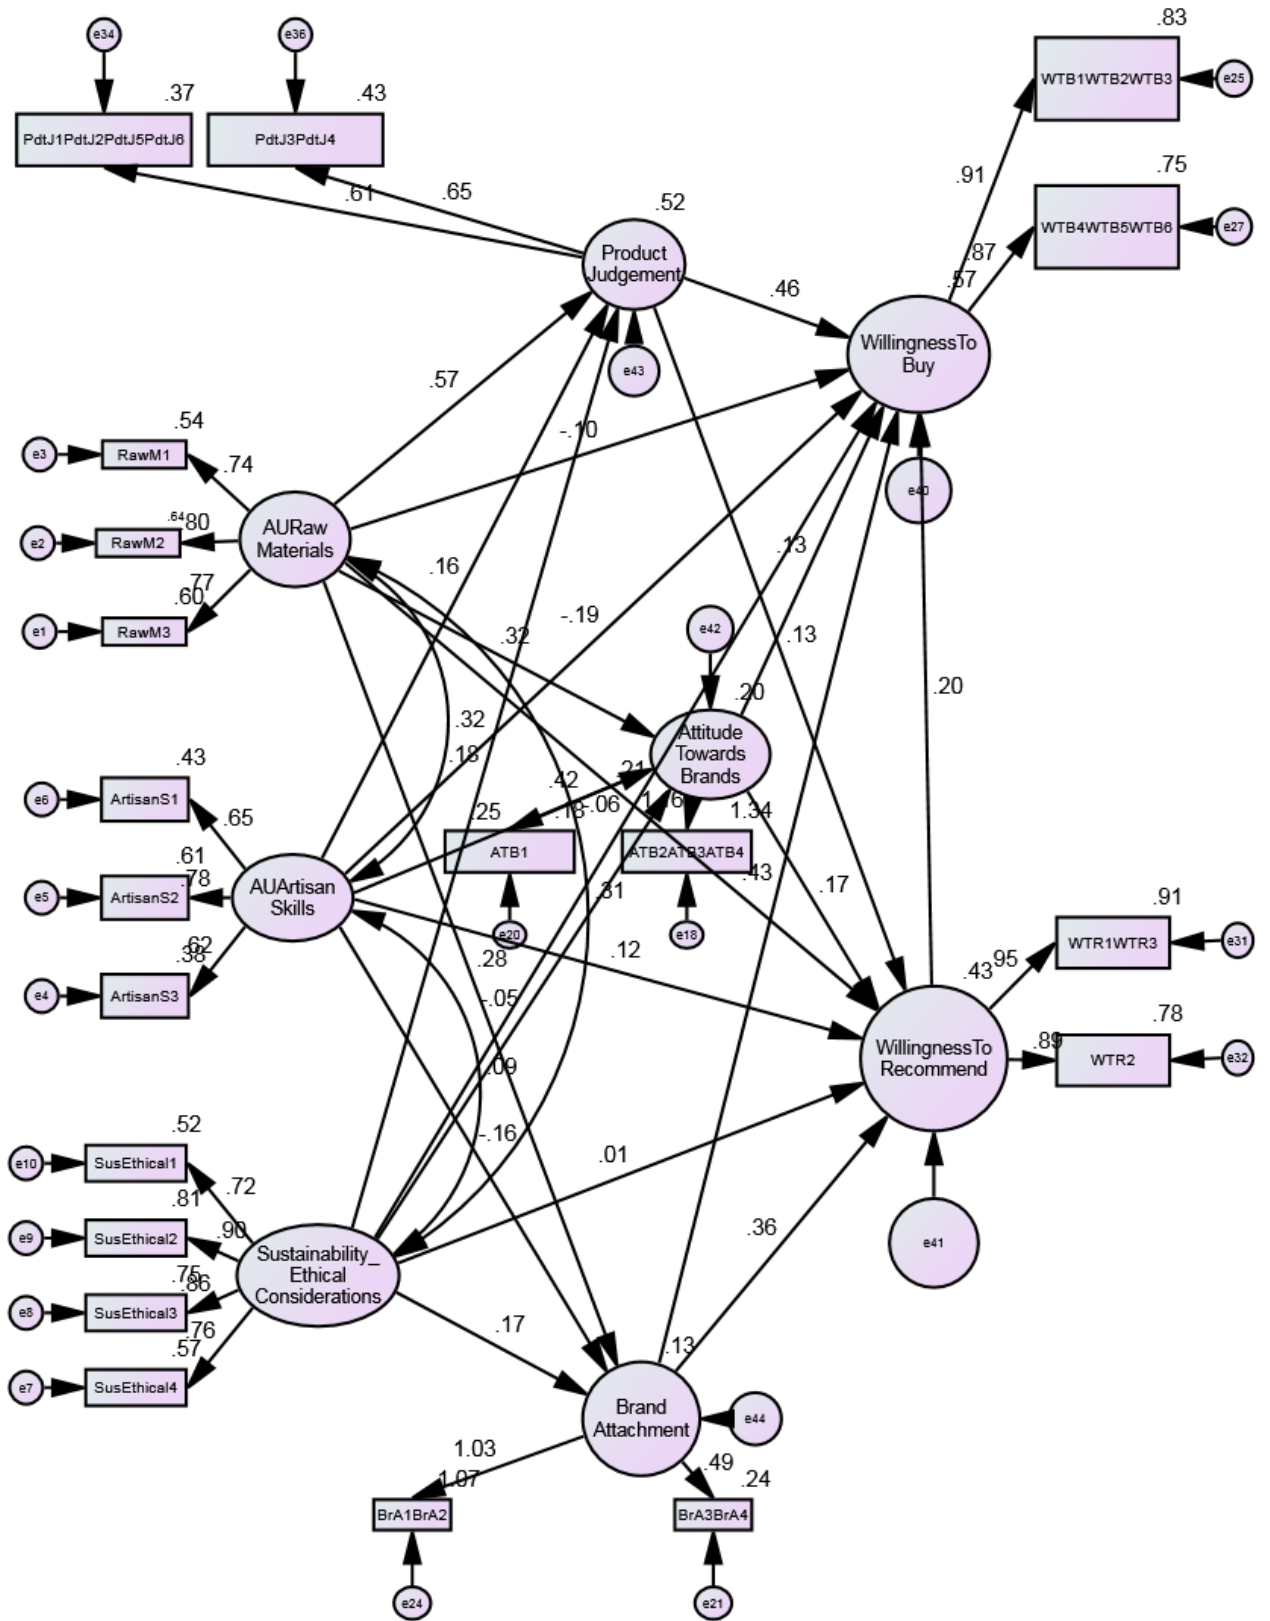 .83
e34
e36
WTB1WTB2WTB3
e25
.37
.43
PdtJ1PdtJ2PdtJ5PdtJ6
PdtJ3PdtJ4
.75
.91
.61
.65
.52
WTB4WTB5WTB6
e27
Product
Judgement
.87
.57
.46
WillingnessTo
Buy
e43
.57
.54
-.10
e3
RawM1
.74
e40
.64
.80
AURaw
Materials
e2
RawM2
.13
.16
.77
.60
-.19
e1
RawM3
.32
e42
.13
.20
.20
.32
.18
Attitude
Towards
Brands
.43
.21
.42
e6
ArtisanS1
.65
.25
.18
-.06
1.34
ATB1
ATB2ATB3ATB4
.61
.78
AUArtisan
Skills
.43
.17
e5
ArtisanS2
.31
.91
e20
e18
.62
.38
.12
WTR1WTR3
e31
.28
.43
.95
e4
ArtisanS3
-.05
.78
WillingnessTo
Recommend
.89
WTR2
e32
.09
.52
-.16
.01
e10
SusEthical1
.72
.81
.90
e9
SusEthical2
.36
e41
Sustainability_
Ethical
Considerations
.75
.86
e8
SusEthical3
.76
.57
.17
.13
e7
SusEthical4
Brand
Attachment
e44
1.03
1.07
.49
.24
BrA1BrA2
BrA3BrA4
e24
e21